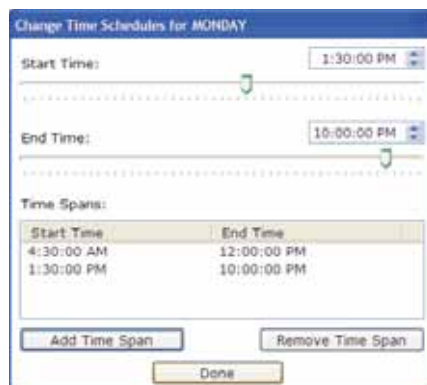 Change Time Schedules for MONDAY
Start Time: 1:30:00 PM
End Time: 10:00:00 PM
Time Spans:
Start Time End Time
4:30:00 AM 12:00:00 PM
1:30:00 PM 10:00:00 PM
Add Time Span Remove Time Span
Done